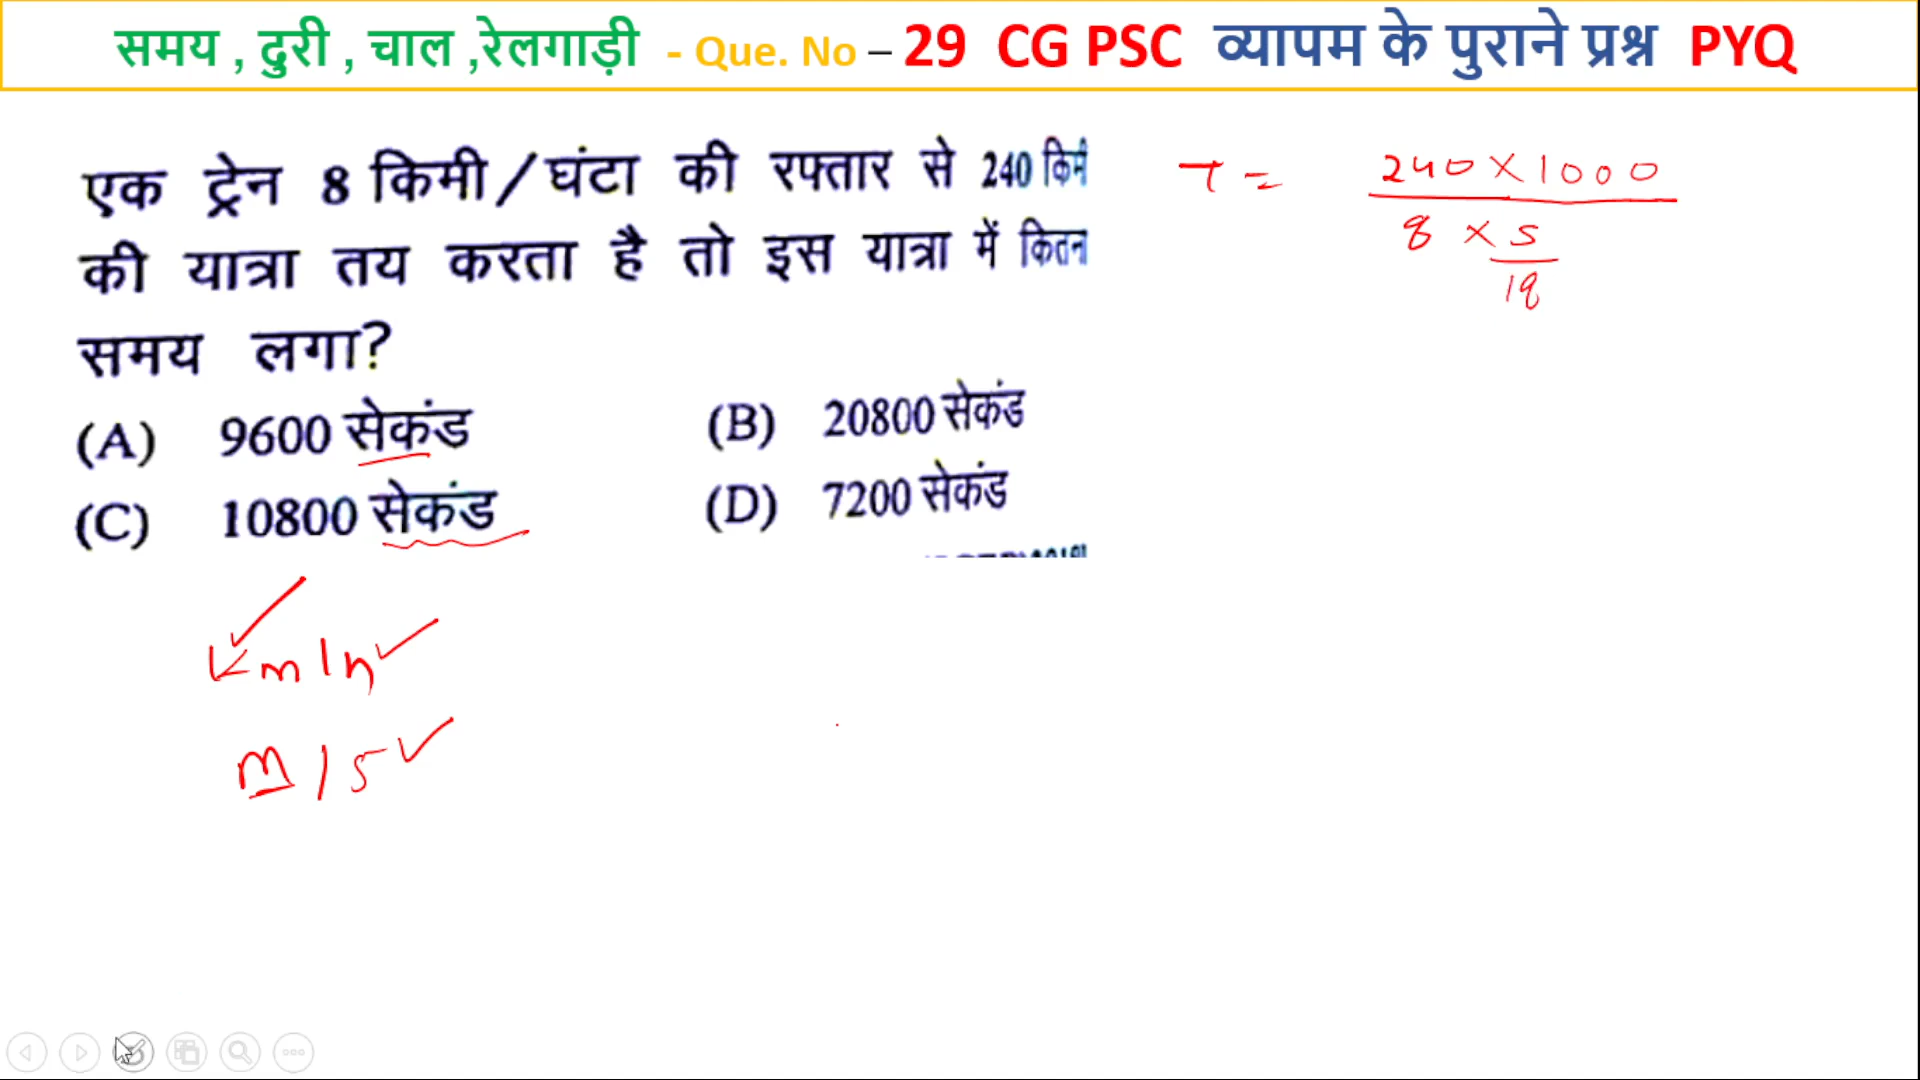 समय , दुरी , चाल ,रेलगाड़ी - Que. No – 29 CG PSC व्यापम के पुराने प्रश्न PYQ
एक ट्रेन 8 किमी/घंटा की रफ्तार से 240 किमी
की यात्रा तय करता है तो इस यात्रा में कितन
समय लगा?
(A) 9600 सेकंड (B) 20800 सेकंड
(C) 10800 सेकंड (D) 7200 सेकंड
T = 240 × 1000
8 × 5
18
km/h
m/s